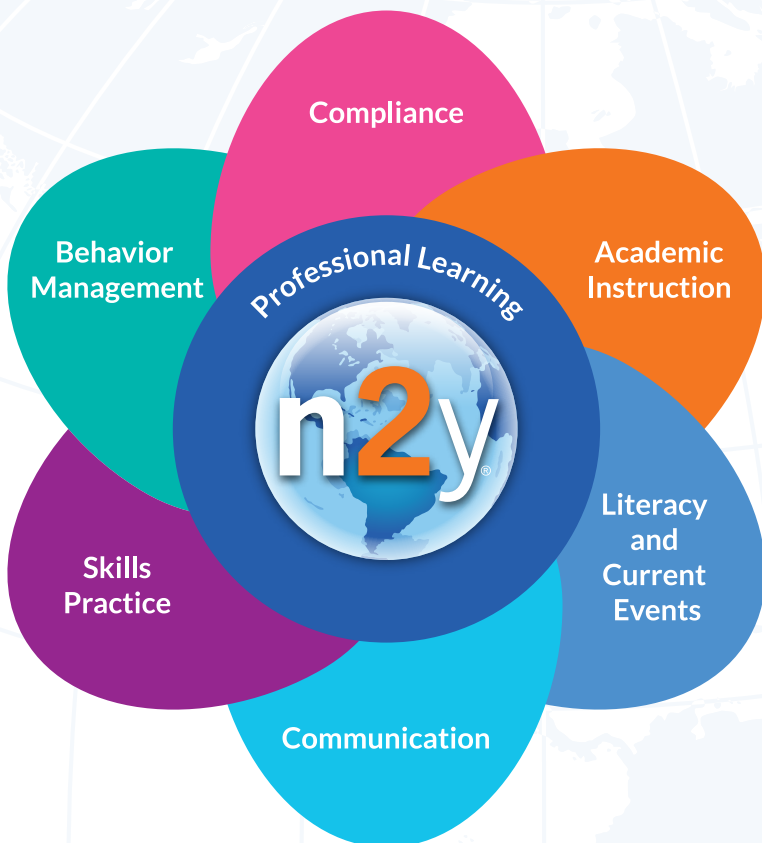 Compliance
Behavior
Management
Professional Learning
Academic
Instruction
n2y®
Literacy
and
Current
Events
Skills
Practice
Communication